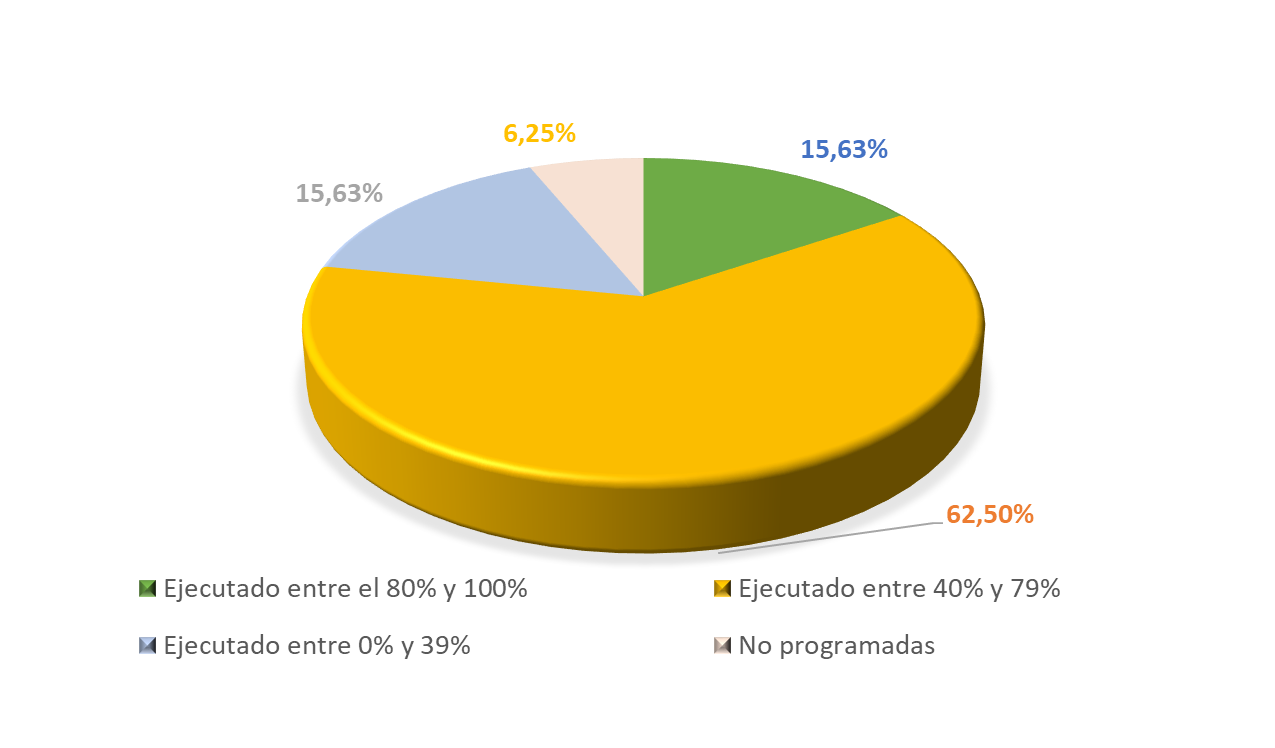 6,25%
15,63%
15,63%
62,50%
Ejecutado entre el 80% y 100%
Ejecutado entre 40% y 79%
Ejecutado entre 0% y 39%
No programadas